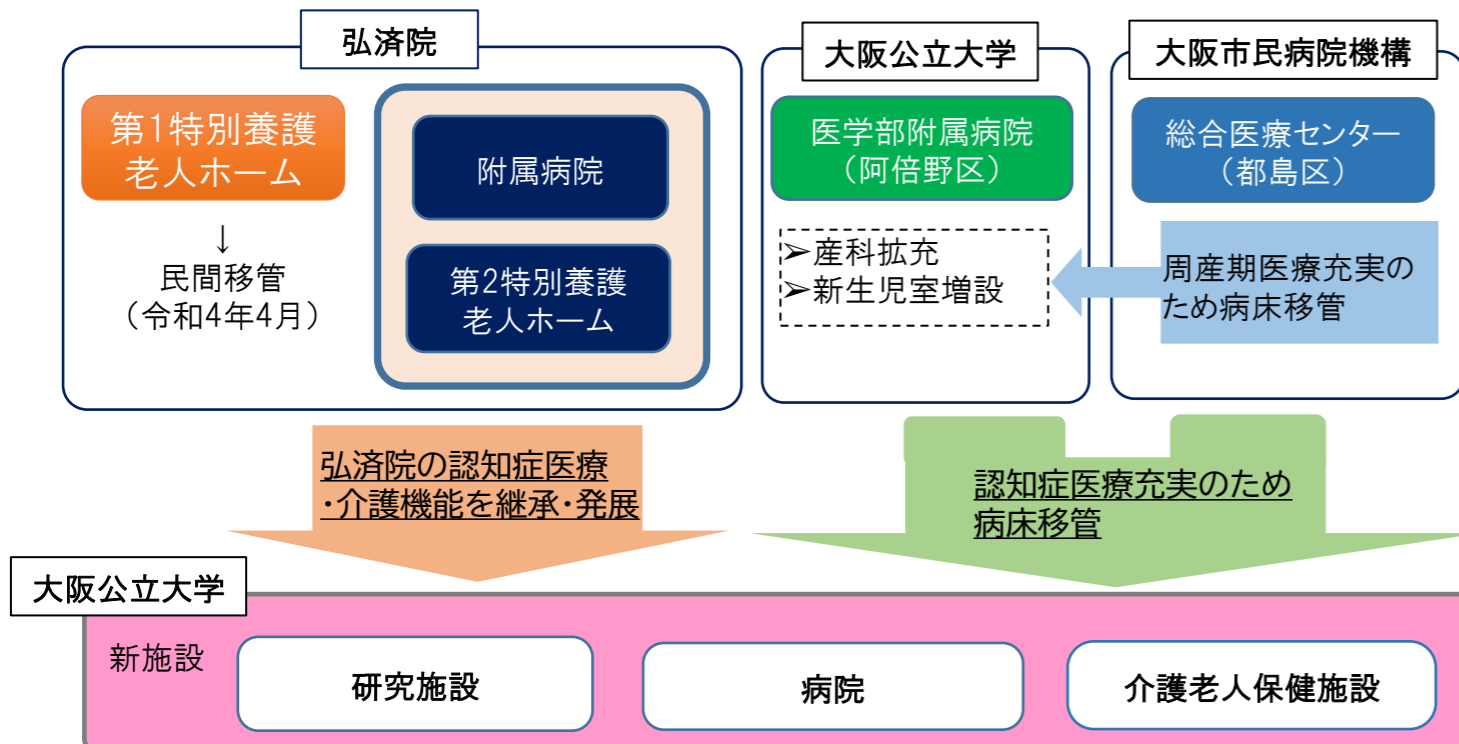 弘済院
第1特別養護
老人ホーム
↓
民間移管
（令和4年4月）
附属病院
第2特別養護
老人ホーム
大阪公立大学
医学部附属病院
（阿倍野区）
➢産科拡充
➢新生児室増設
大阪市民病院機構
総合医療センター
（都島区）
周産期医療充実の
ため病床移管
弘済院の認知症医療
・介護機能を継承・発展
認知症医療充実のため
病床移管
大阪公立大学
新施設
研究施設
病院
介護老人保健施設